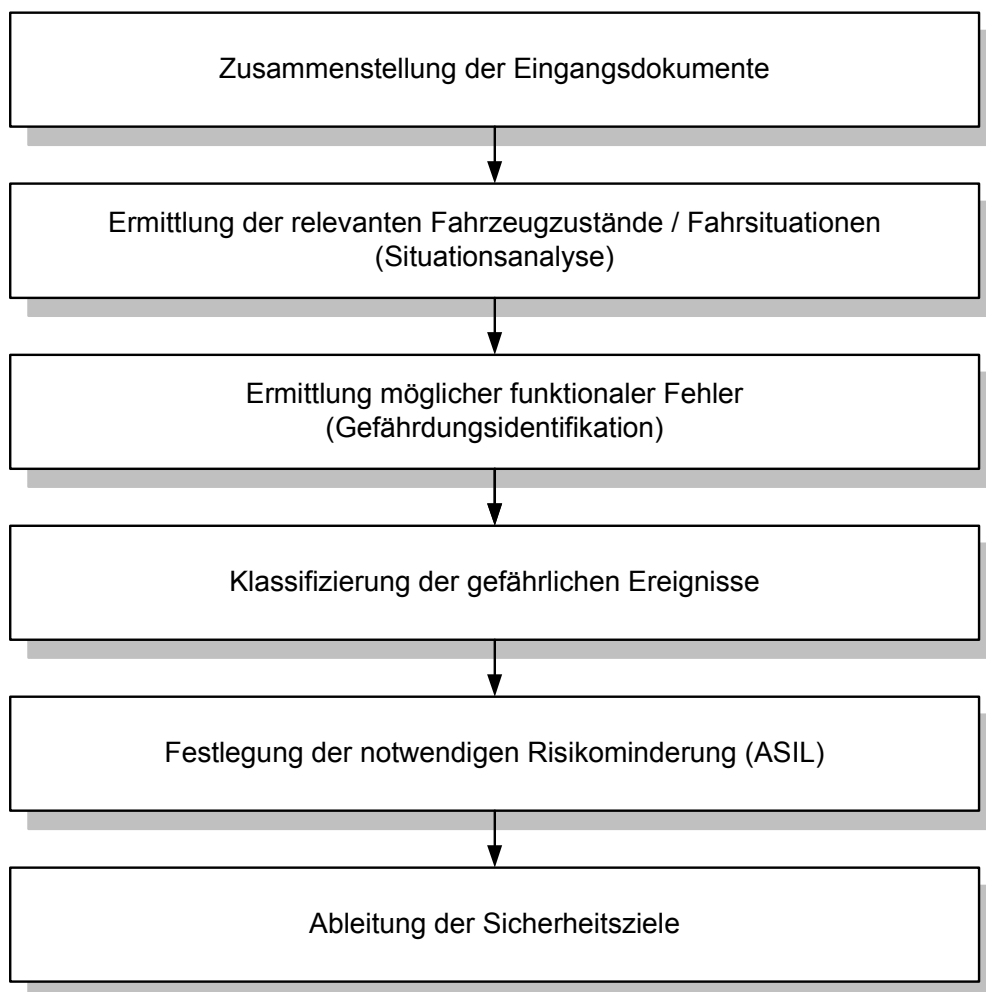 Zusammenstellung der Eingangsdokumente
Ermittlung der relevanten Fahrzeugzustände / Fahrsituationen
(Situationsanalyse)
Ermittlung möglicher funktionaler Fehler
(Gefährdungsidentifikation)
Klassifizierung der gefährlichen Ereignisse
Festlegung der notwendigen Risikominderung (ASIL)
Ableitung der Sicherheitsziele